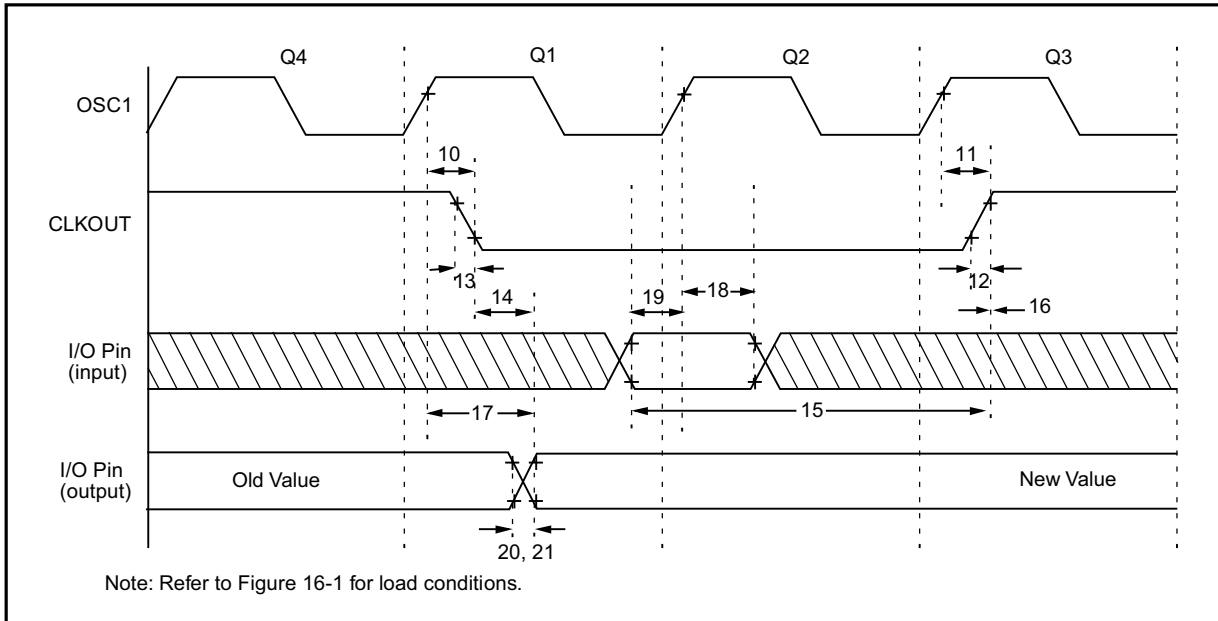 Q4 Q1 Q2 Q3
OSC1
10 11
CLKOUT
13 12
14 19 18 16
I/O Pin
(input)
17 15
I/O Pin
(output)
Old Value New Value
20, 21
Note: Refer to Figure 16-1 for load conditions.